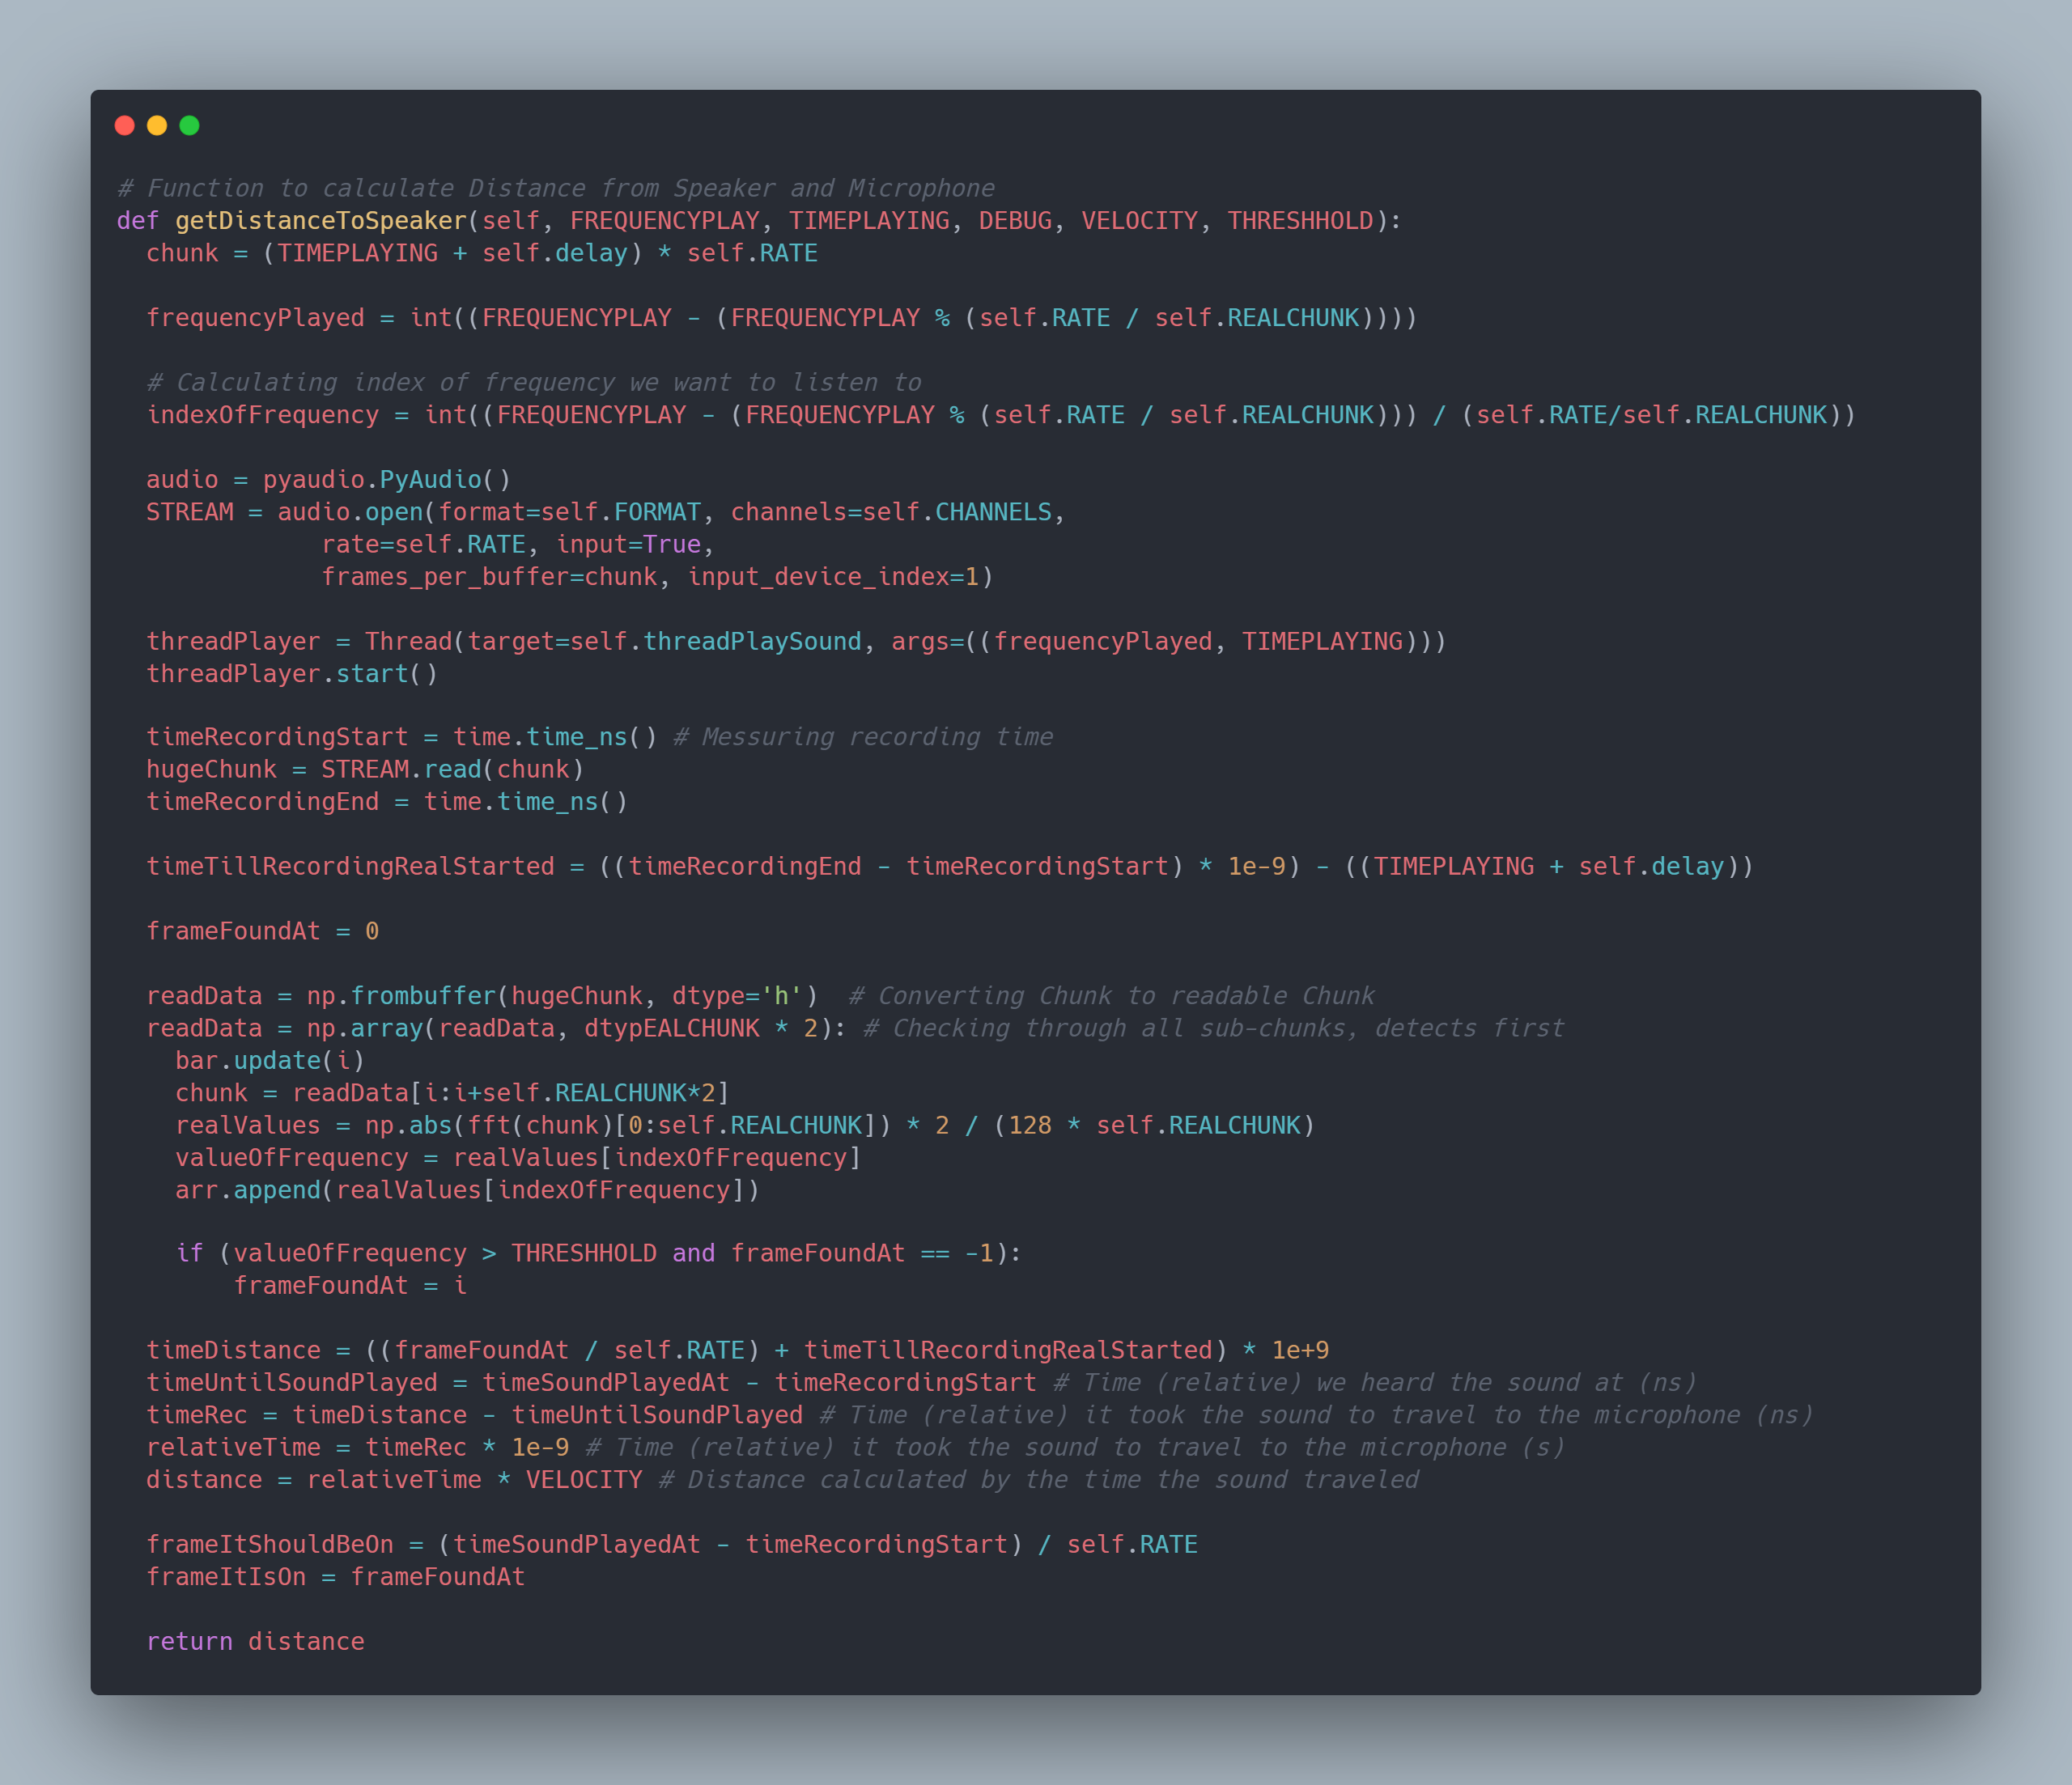 # Function to calculate Distance from Speaker and Microphone
def getDistanceToSpeaker(self, FREQUENCYPLAY, TIMEPLAYING, DEBUG, VELOCITY, THRESHHOLD):
  chunk = (TIMEPLAYING + self.delay) * self.RATE

  frequencyPlayed = int((FREQUENCYPLAY - (FREQUENCYPLAY % (self.RATE / self.REALCHUNK))))

  # Calculating index of frequency we want to listen to
  indexOfFrequency = int((FREQUENCYPLAY - (FREQUENCYPLAY % (self.RATE / self.REALCHUNK))) / (self.RATE/self.REALCHUNK))

  audio = pyaudio.PyAudio()
  STREAM = audio.open(format=self.FORMAT, channels=self.CHANNELS,
              rate=self.RATE, input=True,
              frames_per_buffer=chunk, input_device_index=1)

  threadPlayer = Thread(target=self.threadPlaySound, args=((frequencyPlayed, TIMEPLAYING)))
  threadPlayer.start()

  timeRecordingStart = time.time_ns() # Messuring recording time
  hugeChunk = STREAM.read(chunk)
  timeRecordingEnd = time.time_ns()

  timeTillRecordingRealStarted = ((timeRecordingEnd - timeRecordingStart) * 1e-9) - ((TIMEPLAYING + self.delay))

  frameFoundAt = 0

  readData = np.frombuffer(hugeChunk, dtype='h')  # Converting Chunk to readable Chunk
  readData = np.array(readData, dtypEALCHUNK * 2): # Checking through all sub-chunks, detects first
    bar.update(i)
    chunk = readData[i:i+self.REALCHUNK*2]
    realValues = np.abs(fft(chunk)[0:self.REALCHUNK]) * 2 / (128 * self.REALCHUNK)
    valueOfFrequency = realValues[indexOfFrequency]
    arr.append(realValues[indexOfFrequency])

    if (valueOfFrequency > THRESHHOLD and frameFoundAt == -1):
        frameFoundAt = i

  timeDistance = ((frameFoundAt / self.RATE) + timeTillRecordingRealStarted) * 1e+9
  timeUntilSoundPlayed = timeSoundPlayedAt - timeRecordingStart # Time (relative) we heard the sound at (ns)
  timeRec = timeDistance - timeUntilSoundPlayed # Time (relative) it took the sound to travel to the microphone (ns)
  relativeTime = timeRec * 1e-9 # Time (relative) it took the sound to travel to the microphone (s)
  distance = relativeTime * VELOCITY # Distance calculated by the time the sound traveled

  frameItShouldBeOn = (timeSoundPlayedAt - timeRecordingStart) / self.RATE
  frameItIsOn = frameFoundAt

  return distance